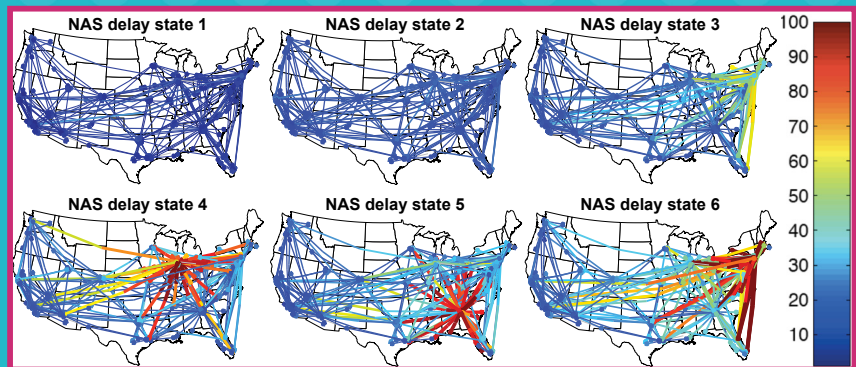 NAS delay state 1
NAS delay state 2
NAS delay state 3
NAS delay state 4
NAS delay state 5
NAS delay state 6
100
90
80
70
60
50
40
30
20
10